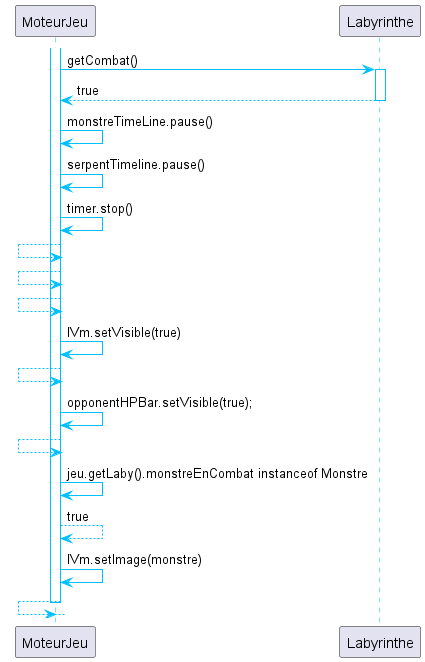 MoteurJeu
Labyrinthe
getCombat()
true
monstreTimeLine.pause()
serpentTimeline.pause()
timer.stop()
IVm.setVisible(true)
opponentHPBar.setVisible(true);
jeu.getLaby().monstreEnCombat instanceof Monstre
true
IVm.setImage(monstre)
MoteurJeu
Labyrinthe